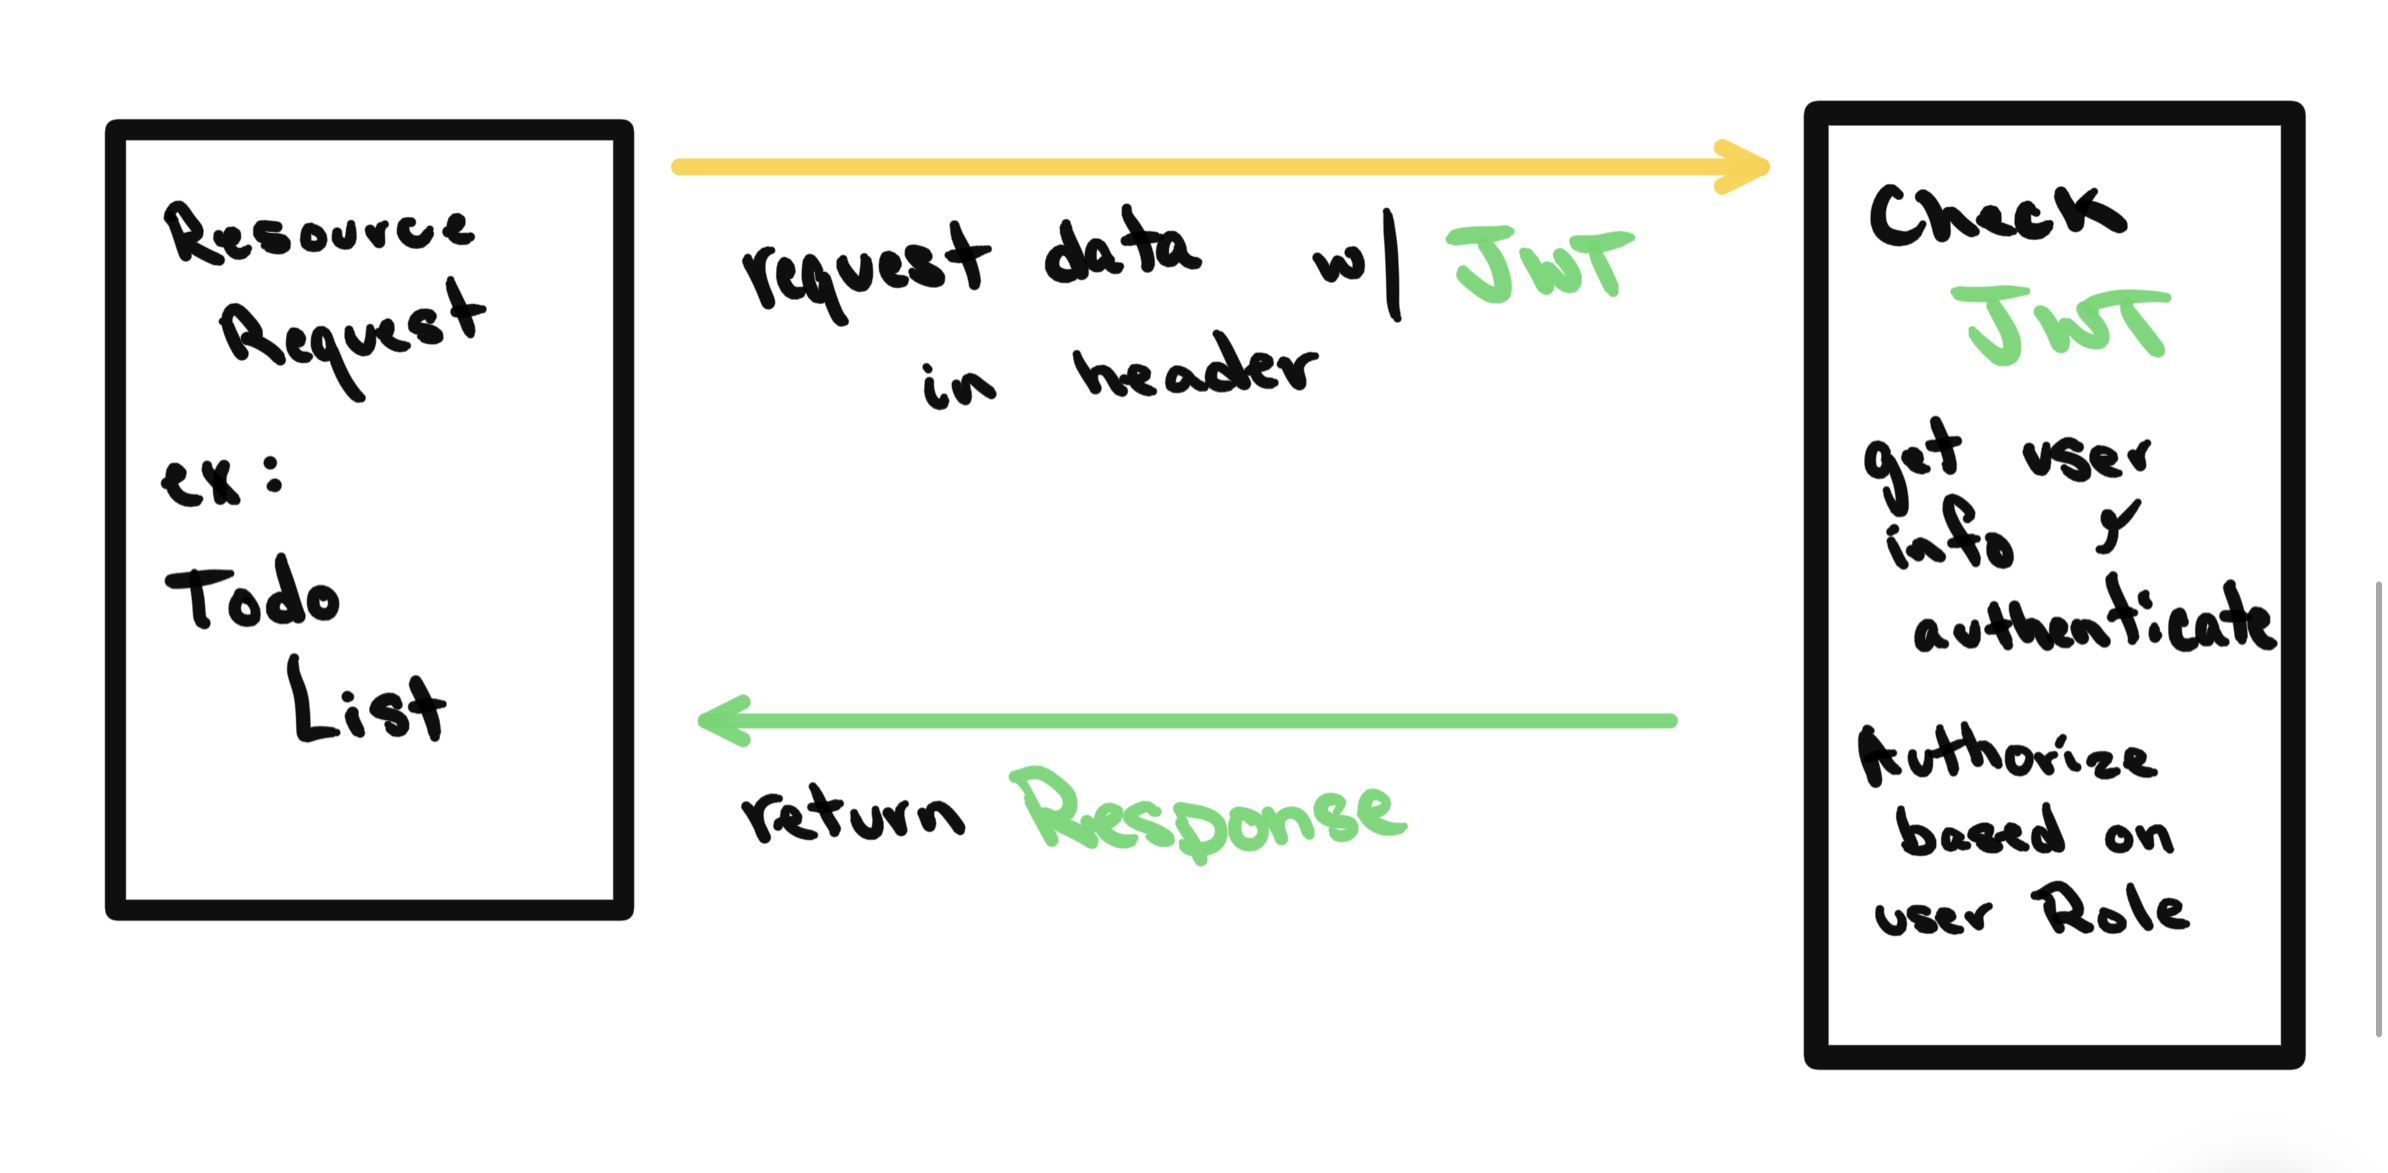 Resource
Request
ex:
Todo
List
request data w/ JWT
in header
return Response
Check
JWT
get user
info &
authenticate
Authorize
based on
user Role